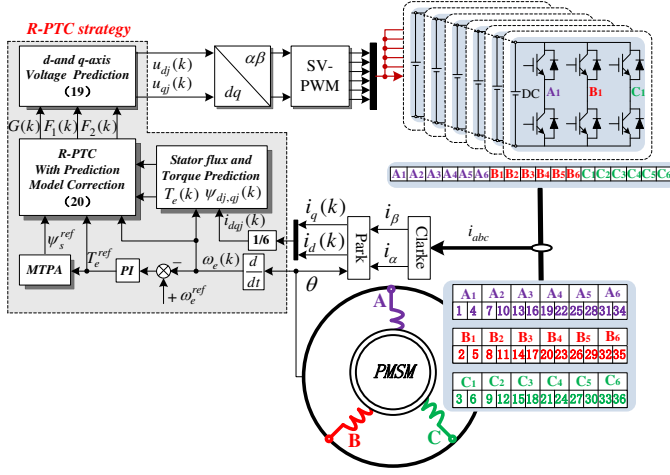 R-PTC strategy
d-and q-axis
Voltage Prediction
(19)
u_dj(k)
u_qj(k)
αβ
dq
SV-
PWM
DC
A1 B1 C1
G(k) F_1(k) F_2(k)
R-PTC
With Prediction
Model Correction
(20)
Stator flux and
Torque Prediction
T_e(k) ψ_dj,qj(k)
i_dqj(k)
1/6
A1 A2 A3 A4 A5 A6 B1 B2 B3 B4 B5 B6 C1 C2 C3 C4 C5 C6
i_q(k)
i_d(k)
Park
i_β
i_α
Clarke
i_abc
ψ_s^ref
T_e^ref
MTPA
PI
−
+ ω_e^ref
ω_e(k)
d
dt
θ
A
PMSM
B
C
A1 A2 A3 A4 A5 A6
1 4 7 10 13 16 19 22 25 28 31 34
B1 B2 B3 B4 B5 B6
2 5 8 11 14 17 20 23 26 29 32 35
C1 C2 C3 C4 C5 C6
3 6 9 12 15 18 21 24 27 30 33 36